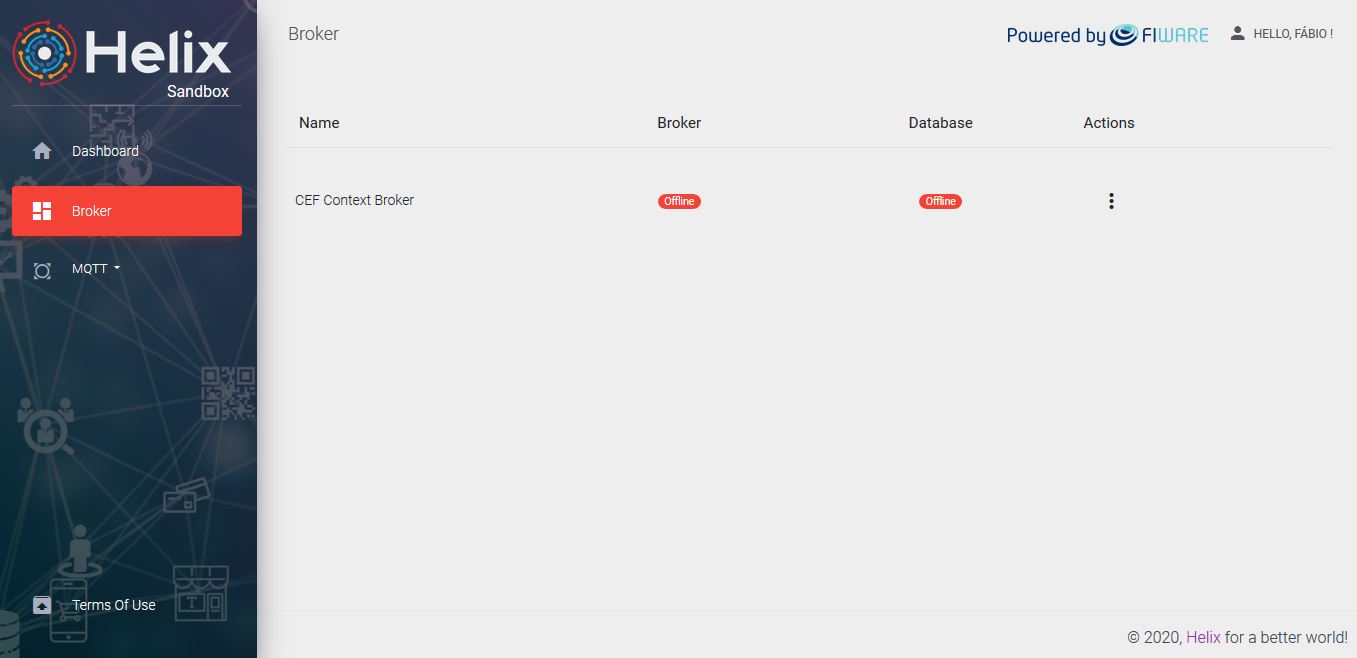 Helix
Sandbox
Dashboard
Broker
MQTT
Terms Of Use
Broker
Powered by FIWARE
HELLO, FÁBIO !
Name Broker Database Actions
CEF Context Broker Offline Offline
© 2020, Helix for a better world!